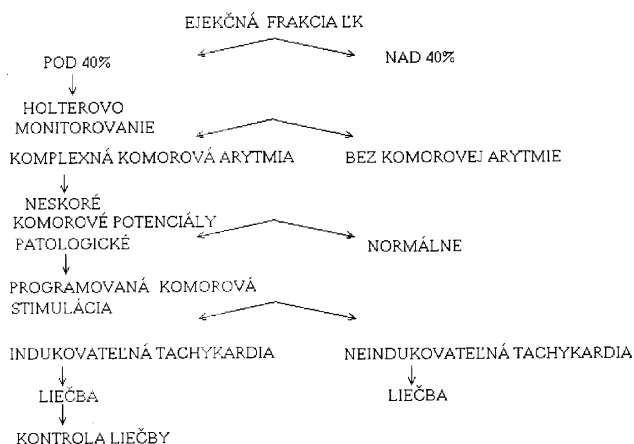 EJEKČNÁ FRAKCIA ĽK
POD 40%
NAD 40%
HOLTEROVO
MONITOROVANIE
KOMPLEXNÁ KOMOROVÁ ARYTMIA
BEZ KOMOROVEJ ARYTMIE
NESKORÉ
KOMOROVÉ POTENCIÁLY
PATOLOGICKÉ
NORMÁLNE
PROGRAMOVANÁ KOMOROVÁ
STIMULÁCIA
INDUKOVATEĽNÁ TACHYKARDIA
NEINDUKOVATEĽNÁ TACHYKARDIA
LIEČBA
LIEČBA
KONTROLA LIEČBY